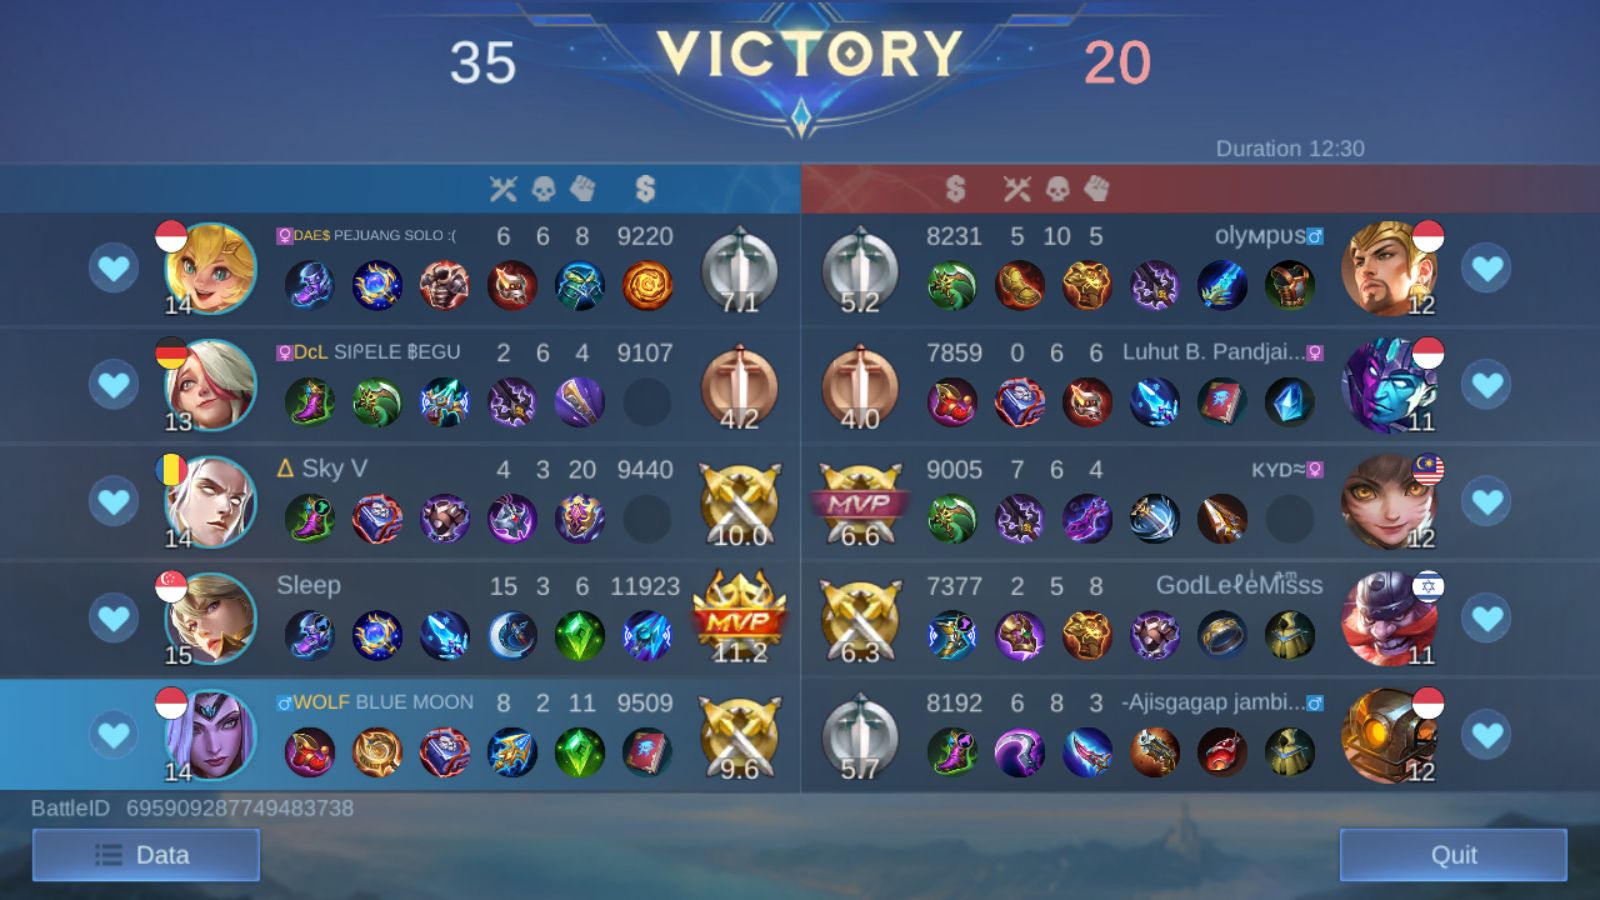 35 VICTORY 20
Duration 12:30
DAE$ PEJUANG SOLO :( 6 6 8 9220
14 7.1
5.2 8231 5 10 5 olyмpυs
12
DcL SIՊELE ฿EGU 2 6 4 9107
13 4.2
4.0 7859 0 6 6 Luhut B. Pandjai...
11
Δ Sky V 4 3 20 9440
14 10.0
MVP 6.6 9005 7 6 4 KYD≈
12
Sleep 15 3 6 11923
15 MVP 11.2
6.3 7377 2 5 8
11
WOLF BLUE MOON 8 2 11 9509
14 9.6
5.7 8192 6 8 3 -Ajisgagap jambi...
12
BattleID 695909287749483738
Data
Quit